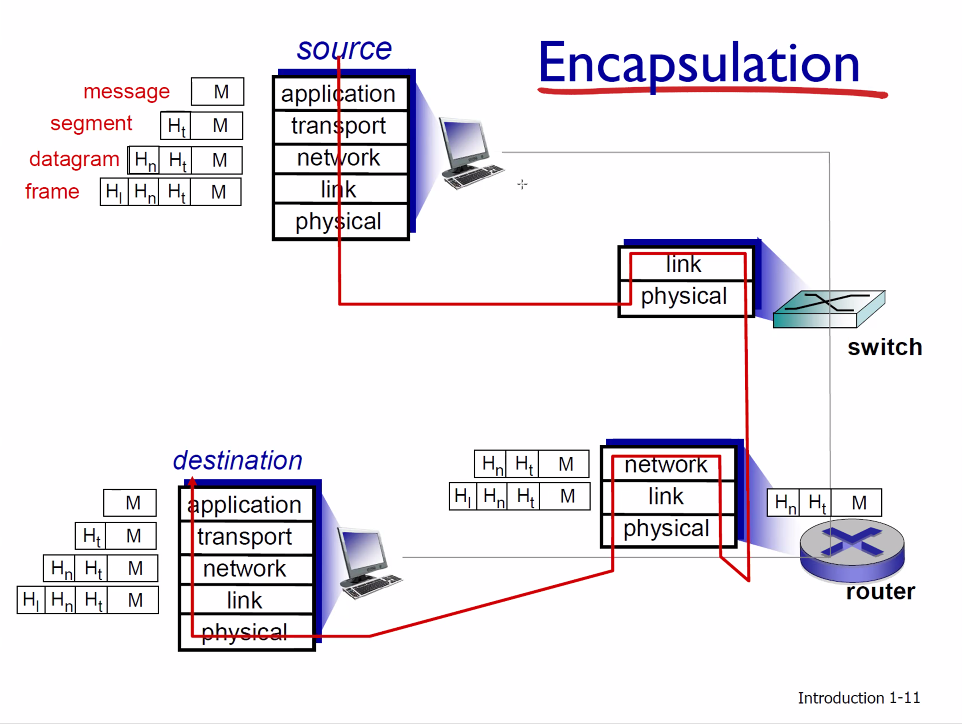 Encapsulation
source
message M
segment Ht M
datagram Hn Ht M
frame Hl Hn Ht M
application
transport
network
link
physical
link
physical
switch
destination
M
Ht M
Hn Ht M
Hl Hn Ht M
application
transport
network
link
physical
Hn Ht M
Hl Hn Ht M
network
link
physical
Hn Ht M
router
Introduction 1-11